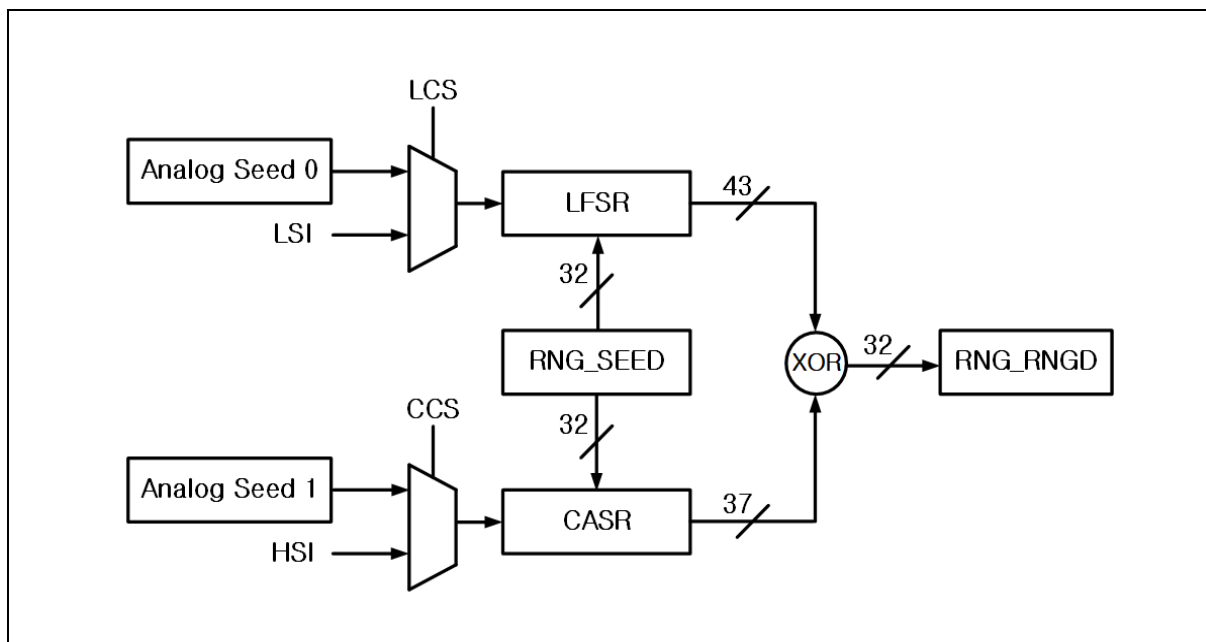 LCS
Analog Seed 0
LSI
LFSR
43
32
RNG_SEED
XOR
32
RNG_RNGD
32
CCS
Analog Seed 1
HSI
CASR
37